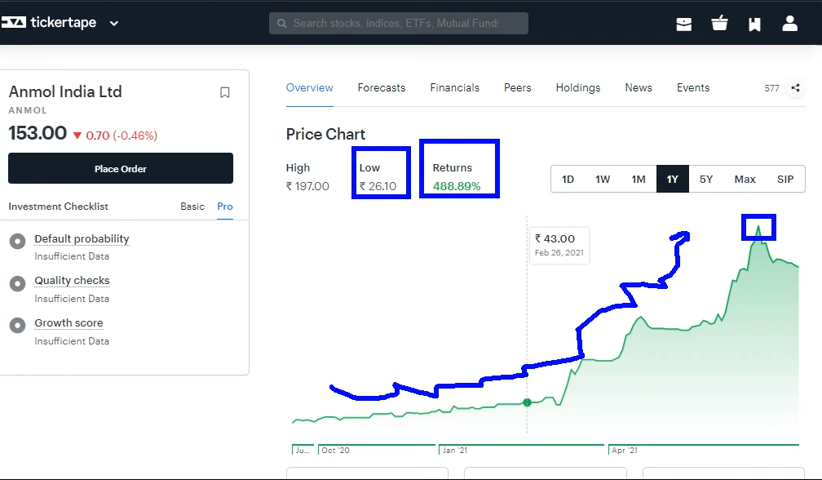 tickertape
Search stocks, indices, ETFs, Mutual Funds
Anmol India Ltd
ANMOL
153.00 ▼ 0.70 (-0.46%)
Place Order
Investment Checklist Basic Pro
Default probability
Insufficient Data
Quality checks
Insufficient Data
Growth score
Insufficient Data
Overview Forecasts Financials Peers Holdings News Events 577
Price Chart
High Low Returns
₹ 197.00 ₹ 26.10 488.89%
1D 1W 1M 1Y 5Y Max SIP
₹ 43.00
Feb 26, 2021
Ju... Oct '20 Jan '21 Apr '21